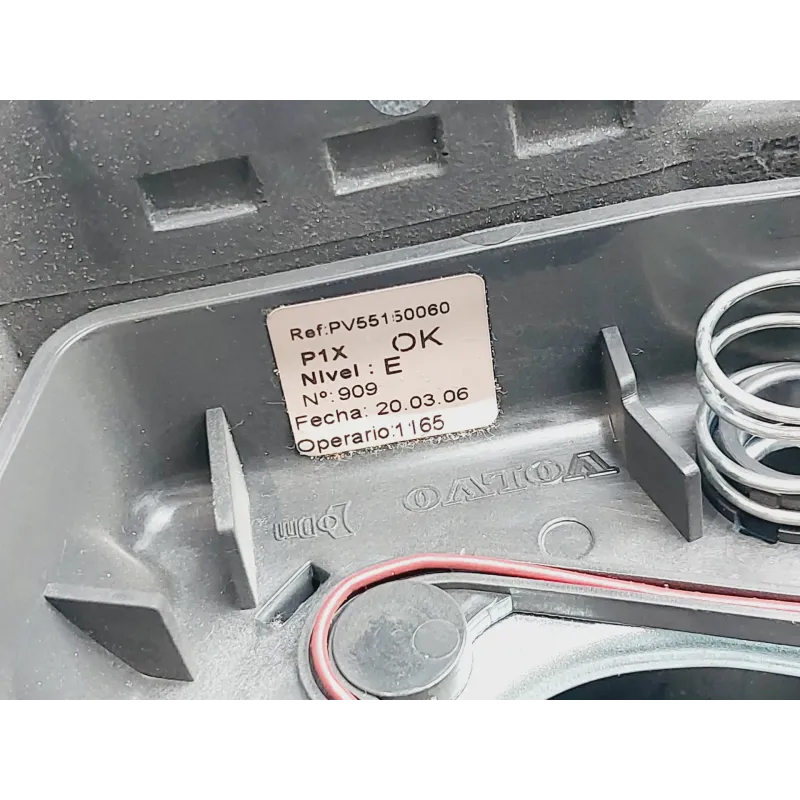 Ref:PV55150060
P1X OK
Nivel : E
Nº:909
Fecha: 20.03.06
Operario:1165
VOLVO